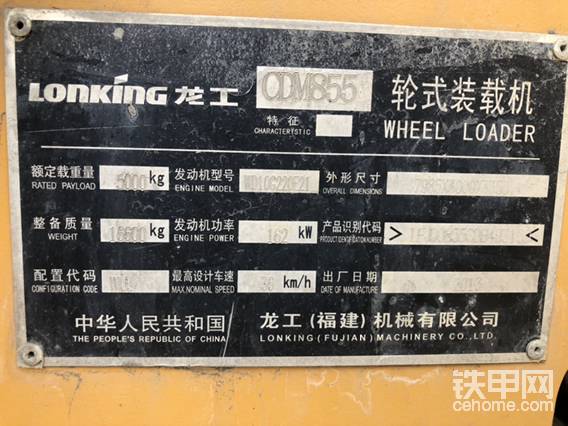 LONKING 龙工 CDM855 轮式装载机
特征
CHARACTERTSTIC
WHEEL LOADER
额定载重量 5000 kg 发动机型号 WD10G220E21 外形尺寸
RATED PAYLOAD ENGINE MODEL OVERALL DIMENSIONS
整备质量 kg 发动机功率 162 kW 产品识别代码 > <
WEIGHT ENGINE POWER PRODUCT IDENTIFICATION NUMBER
配置代码 最高设计车速 km/h 出厂日期
CONFIGURATION CODE MAX.NOMINAL SPEED DATE OF MANUFACTURE
中华人民共和国 龙工(福建)机械有限公司
THE PEOPLE'S REPUBLIC OF CHINA LONKING (FUJIAN) MACHINERY CO.,LTD.
铁甲网
cehome.com